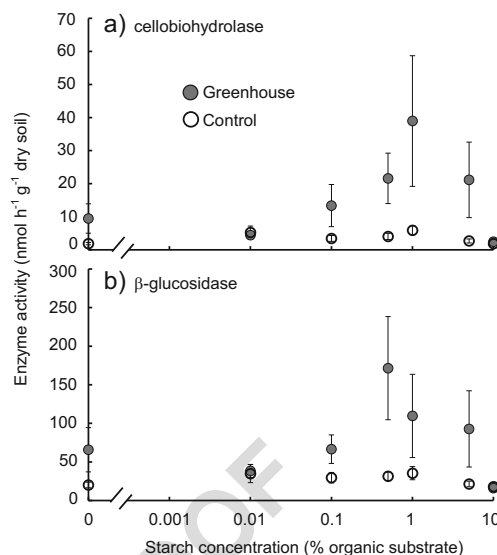 a) cellobiohydrolase
70
60
50
40
30
20
10
0
Greenhouse
Control
Enzyme activity (nmol h⁻¹ g⁻¹ dry soil)
b) β-glucosidase
300
250
200
150
100
50
0
0 0.001 0.01 0.1 1 10
Starch concentration (% organic substrate)